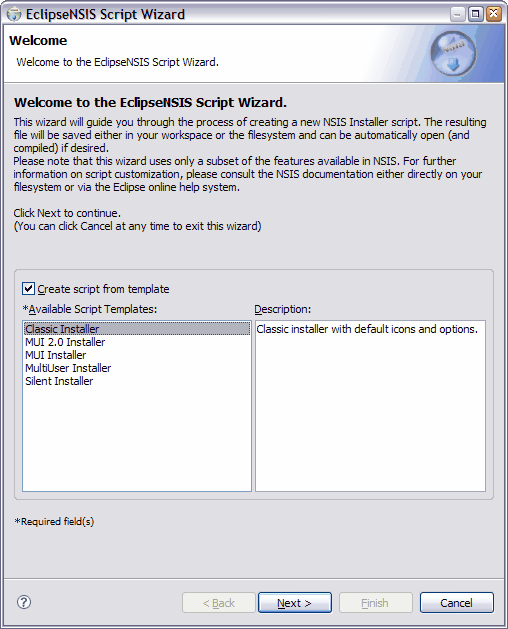 EclipseNSIS Script Wizard
Welcome
Welcome to the EclipseNSIS Script Wizard.
Welcome to the EclipseNSIS Script Wizard.
This wizard will guide you through the process of creating a new NSIS Installer script. The resulting
file will be saved either in your workspace or the filesystem and can be automatically open (and
compiled) if desired.
Please note that this wizard uses only a subset of the features available in NSIS. For further
information on script customization, please consult the NSIS documentation either directly on your
filesystem or via the Eclipse online help system.
Click Next to continue.
(You can click Cancel at any time to exit this wizard)
Create script from template
*Available Script Templates:
Description:
Classic Installer
Classic installer with default icons and options.
MUI 2.0 Installer
MUI Installer
MultiUser Installer
Silent Installer
*Required field(s)
? < Back Next > Finish Cancel